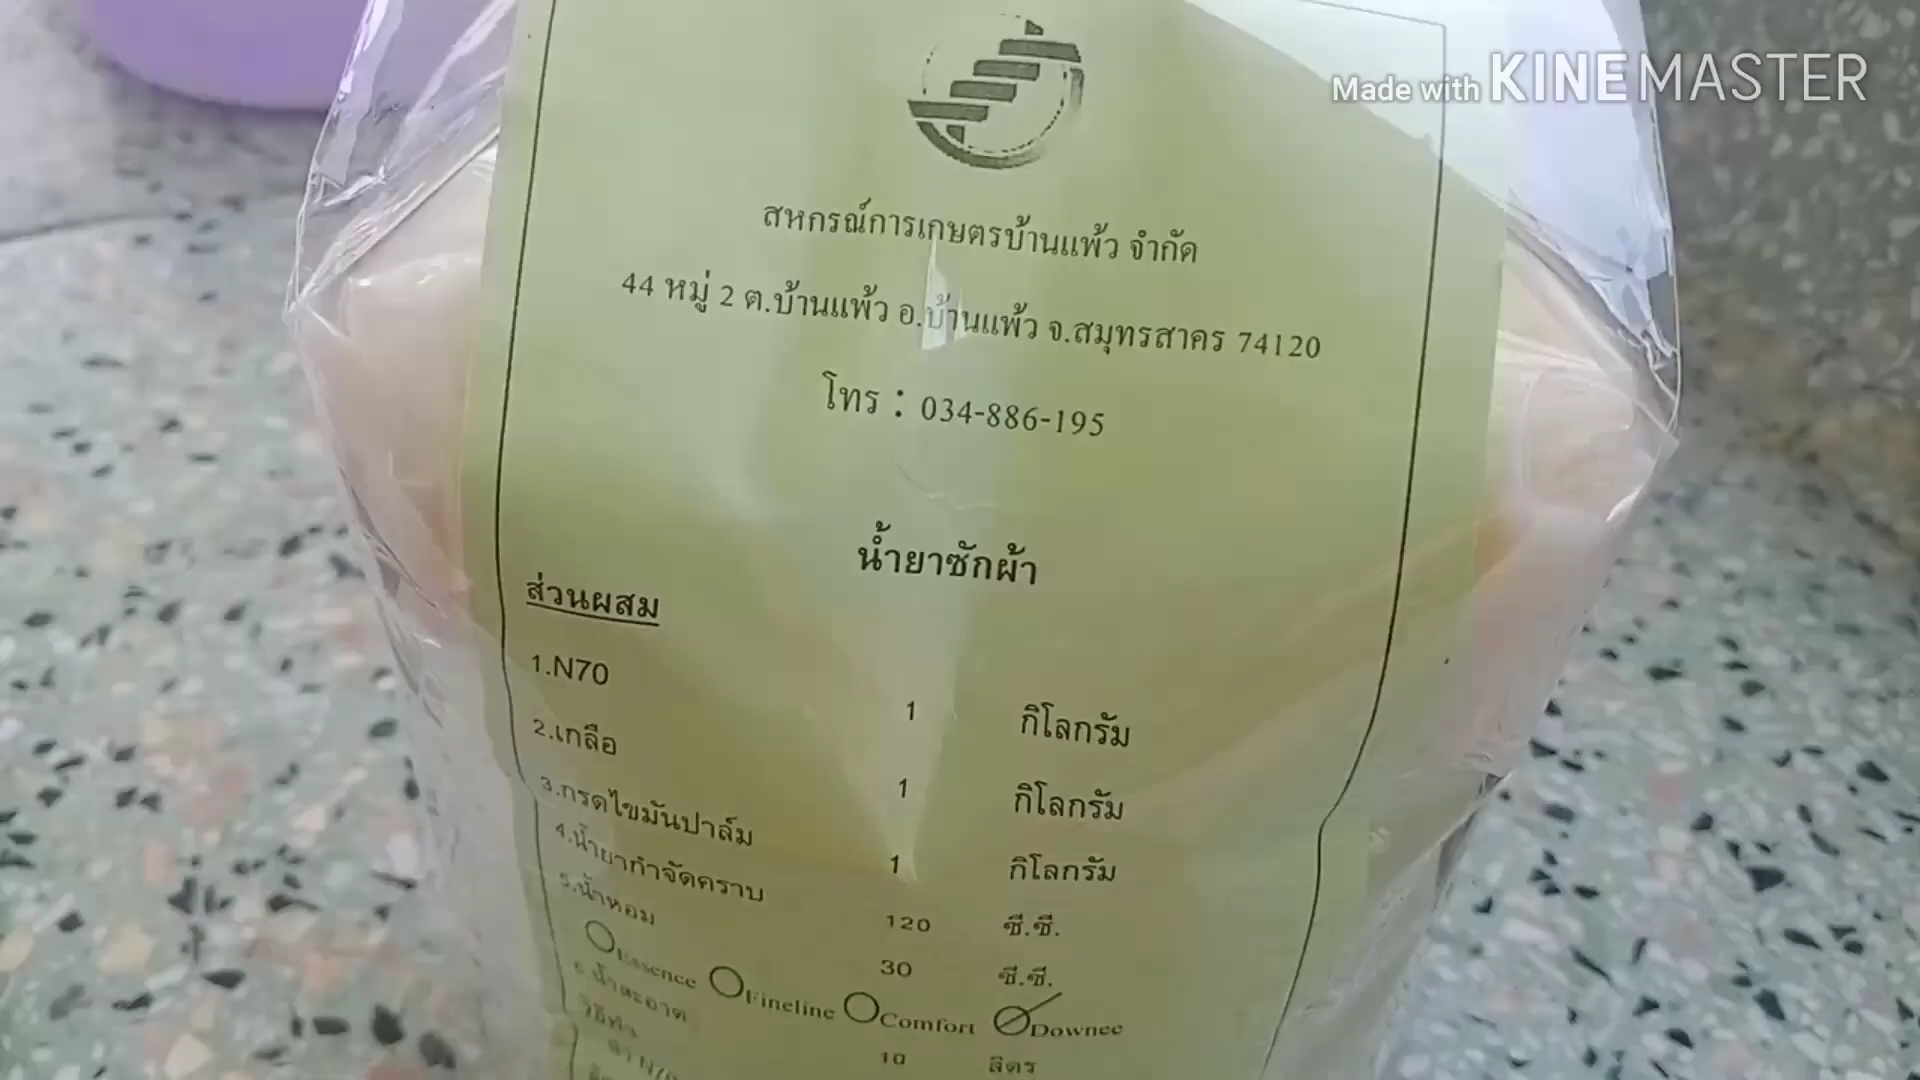 Made with KINEMASTER
สหกรณ์การเกษตรบ้านแพ้ว จำกัด
44 หมู่ 2 ต.บ้านแพ้ว อ.บ้านแพ้ว จ.สมุทรสาคร 74120
โทร : 034-886-195
น้ำยาซักผ้า
ส่วนผสม
1.N70 1 กิโลกรัม
2.เกลือ 1 กิโลกรัม
3.กรดไขมันปาล์ม 1 กิโลกรัม
4.น้ำยากำจัดคราบ 120 ซี.ซี.
5.น้ำหอม 30 ซี.ซี.
Essence Fineline Comfort Downee
6.น้ำสะอาด 10 ลิตร
วิธีทำ